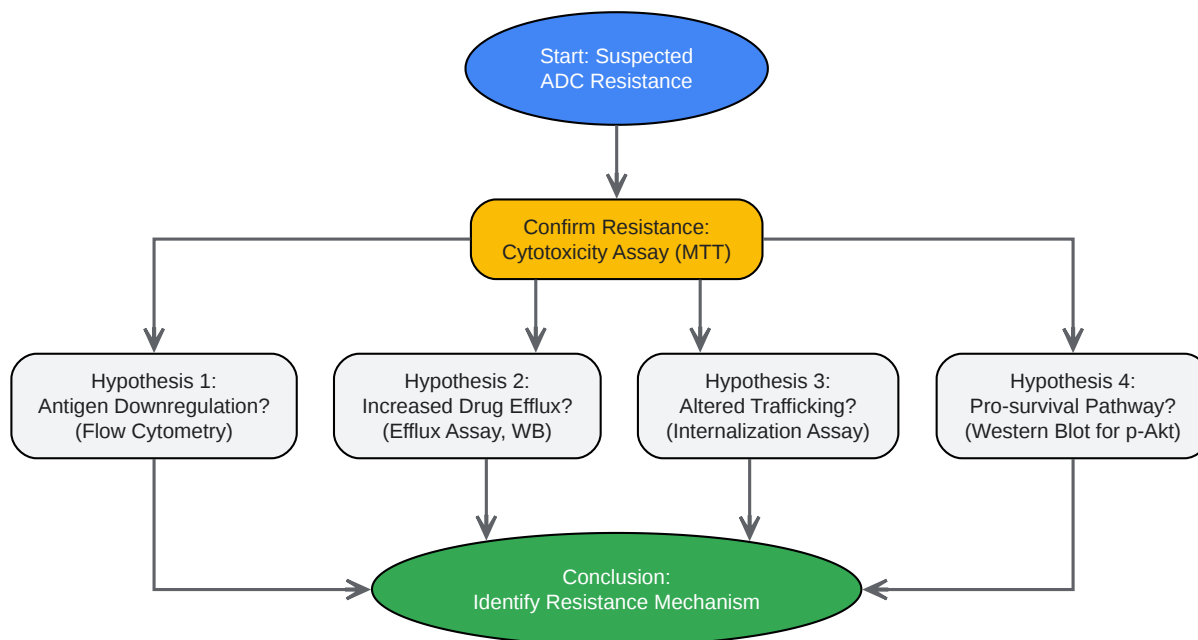 Start: Suspected
ADC Resistance
Confirm Resistance:
Cytotoxicity Assay (MTT)
Hypothesis 1:
Antigen Downregulation?
(Flow Cytometry)
Hypothesis 2:
Increased Drug Efflux?
(Efflux Assay, WB)
Hypothesis 3:
Altered Trafficking?
(Internalization Assay)
Hypothesis 4:
Pro-survival Pathway?
(Western Blot for p-Akt)
Conclusion:
Identify Resistance Mechanism